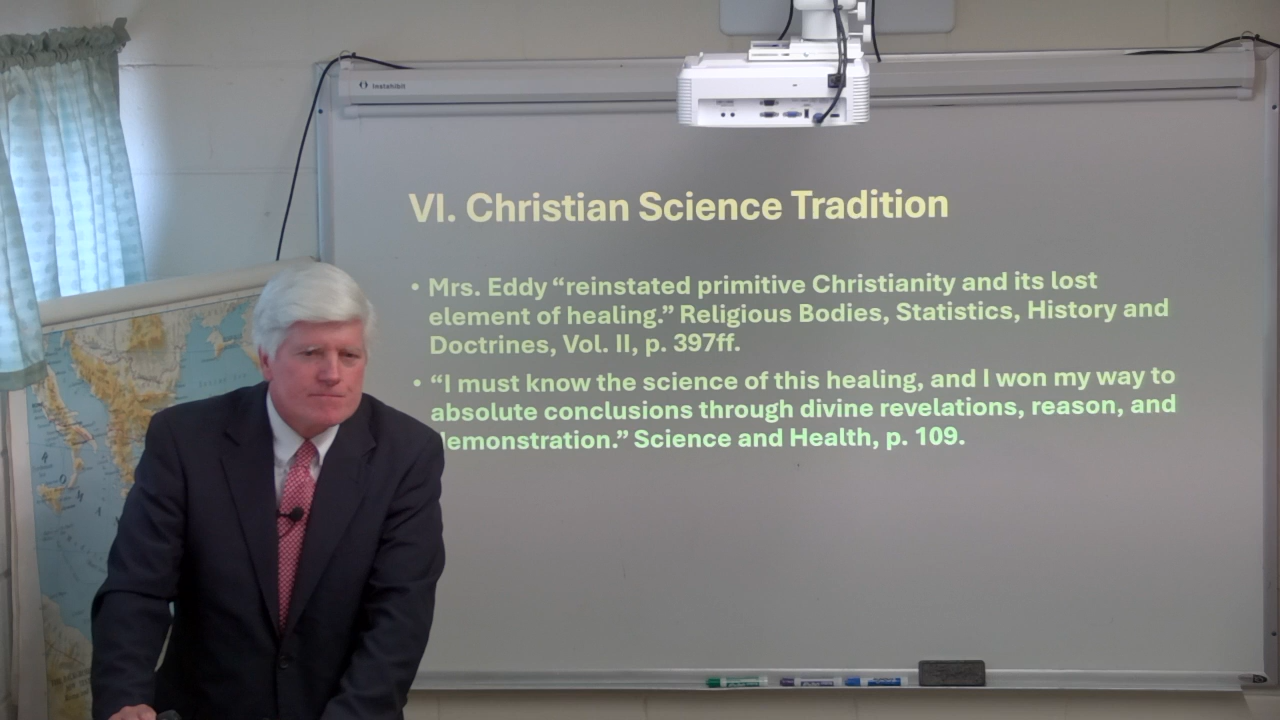 Instahibit
VI. Christian Science Tradition
• Mrs. Eddy “reinstated primitive Christianity and its lost
element of healing.” Religious Bodies, Statistics, History and
Doctrines, Vol. II, p. 397ff.
• “I must know the science of this healing, and I won my way to
absolute conclusions through divine revelations, reason, and
demonstration.” Science and Health, p. 109.